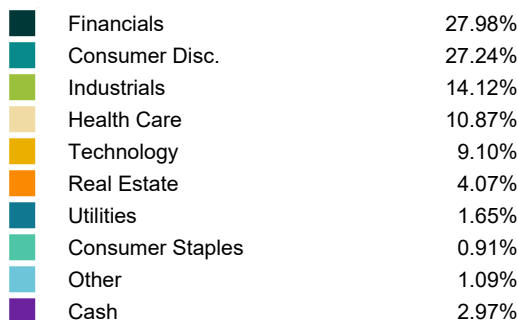 Financials 27.98%
Consumer Disc. 27.24%
Industrials 14.12%
Health Care 10.87%
Technology 9.10%
Real Estate 4.07%
Utilities 1.65%
Consumer Staples 0.91%
Other 1.09%
Cash 2.97%